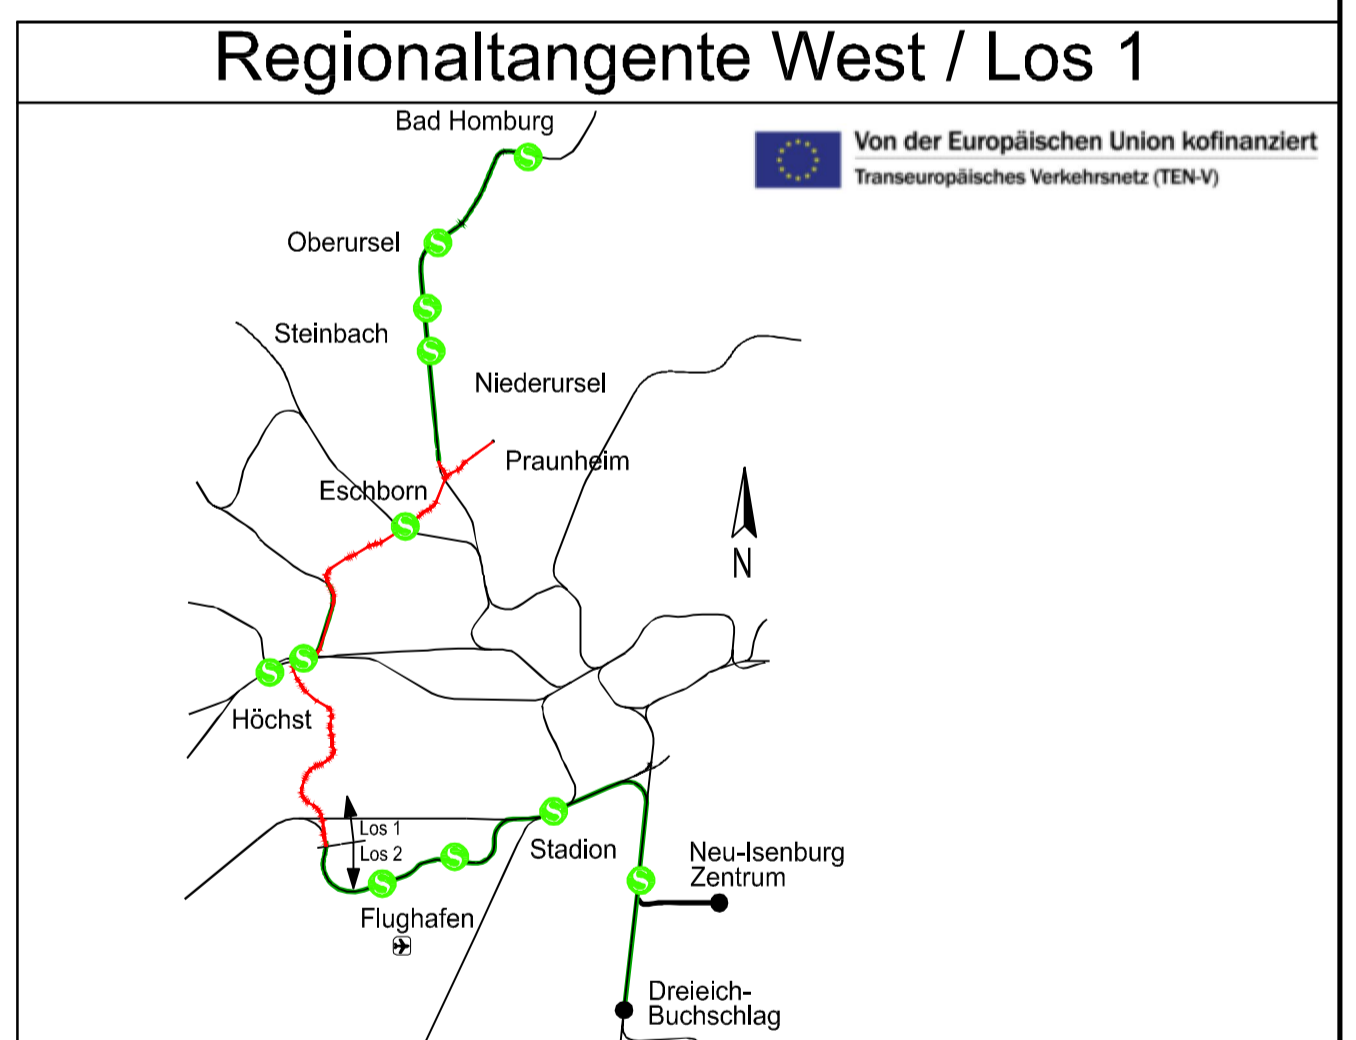 Regionaltangente West / Los 1
Bad Homburg
Von der Europäischen Union kofinanziert
Transeuropäisches Verkehrsnetz (TEN-V)
Oberursel
Steinbach
Niederursel
Praunheim
Eschborn
N
Höchst
Los 1
Los 2
Stadion
Neu-Isenburg
Zentrum
Flughafen
Dreieich-
Buchschlag
S
S
S
S
S
S
S
S
S
S
S